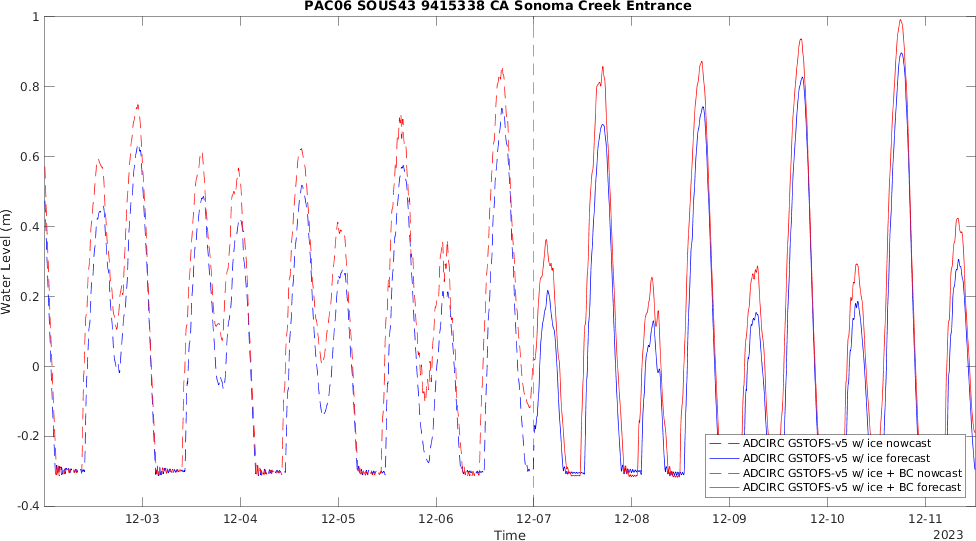 PAC06 SOUS43 9415338 CA Sonoma Creek Entrance
1
0.8
0.6
0.4
0.2
0
-0.2
-0.4
Water Level (m)
ADCIRC GSTOFS-v5 w/ ice nowcast
ADCIRC GSTOFS-v5 w/ ice forecast
ADCIRC GSTOFS-v5 w/ ice + BC nowcast
ADCIRC GSTOFS-v5 w/ ice + BC forecast
12-03 12-04 12-05 12-06 12-07 12-08 12-09 12-10 12-11
Time
2023